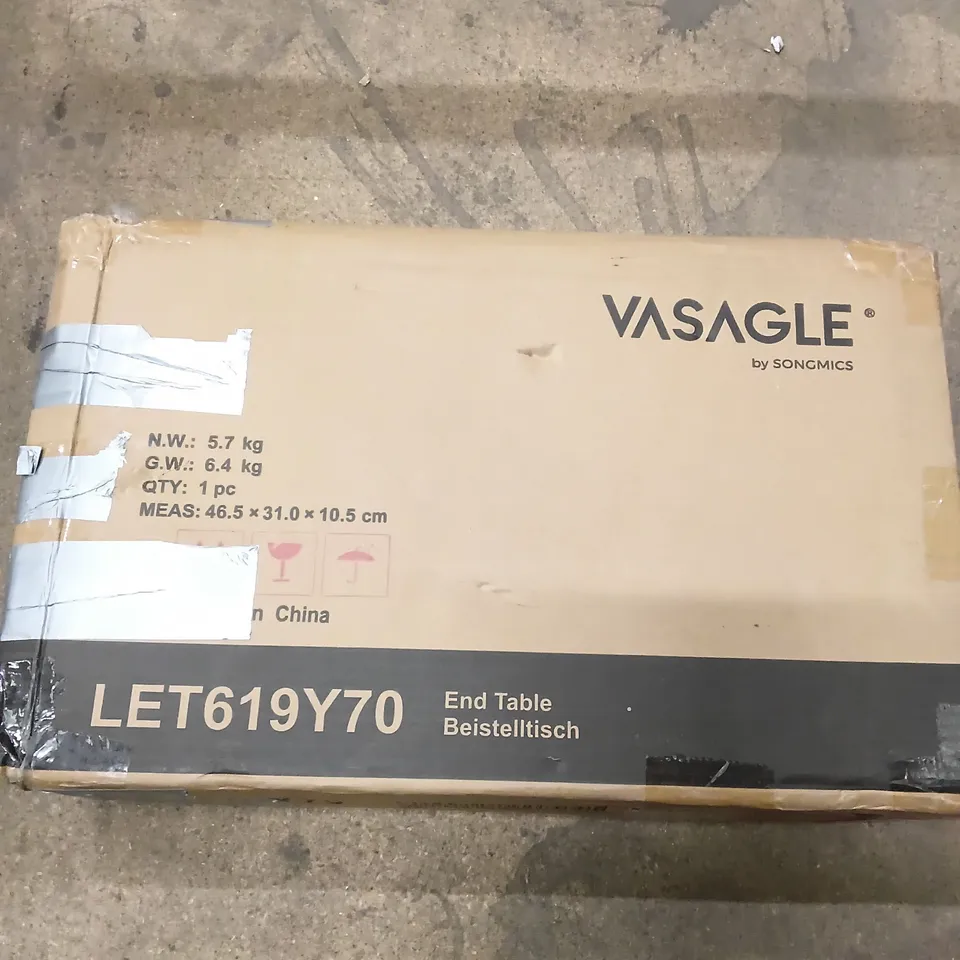 VASAGLE ®
by SONGMICS
N.W.: 5.7 kg
G.W.: 6.4 kg
QTY: 1 pc
MEAS: 46.5 × 31.0 × 10.5 cm
China
LET619Y70
End Table
Beistelltisch